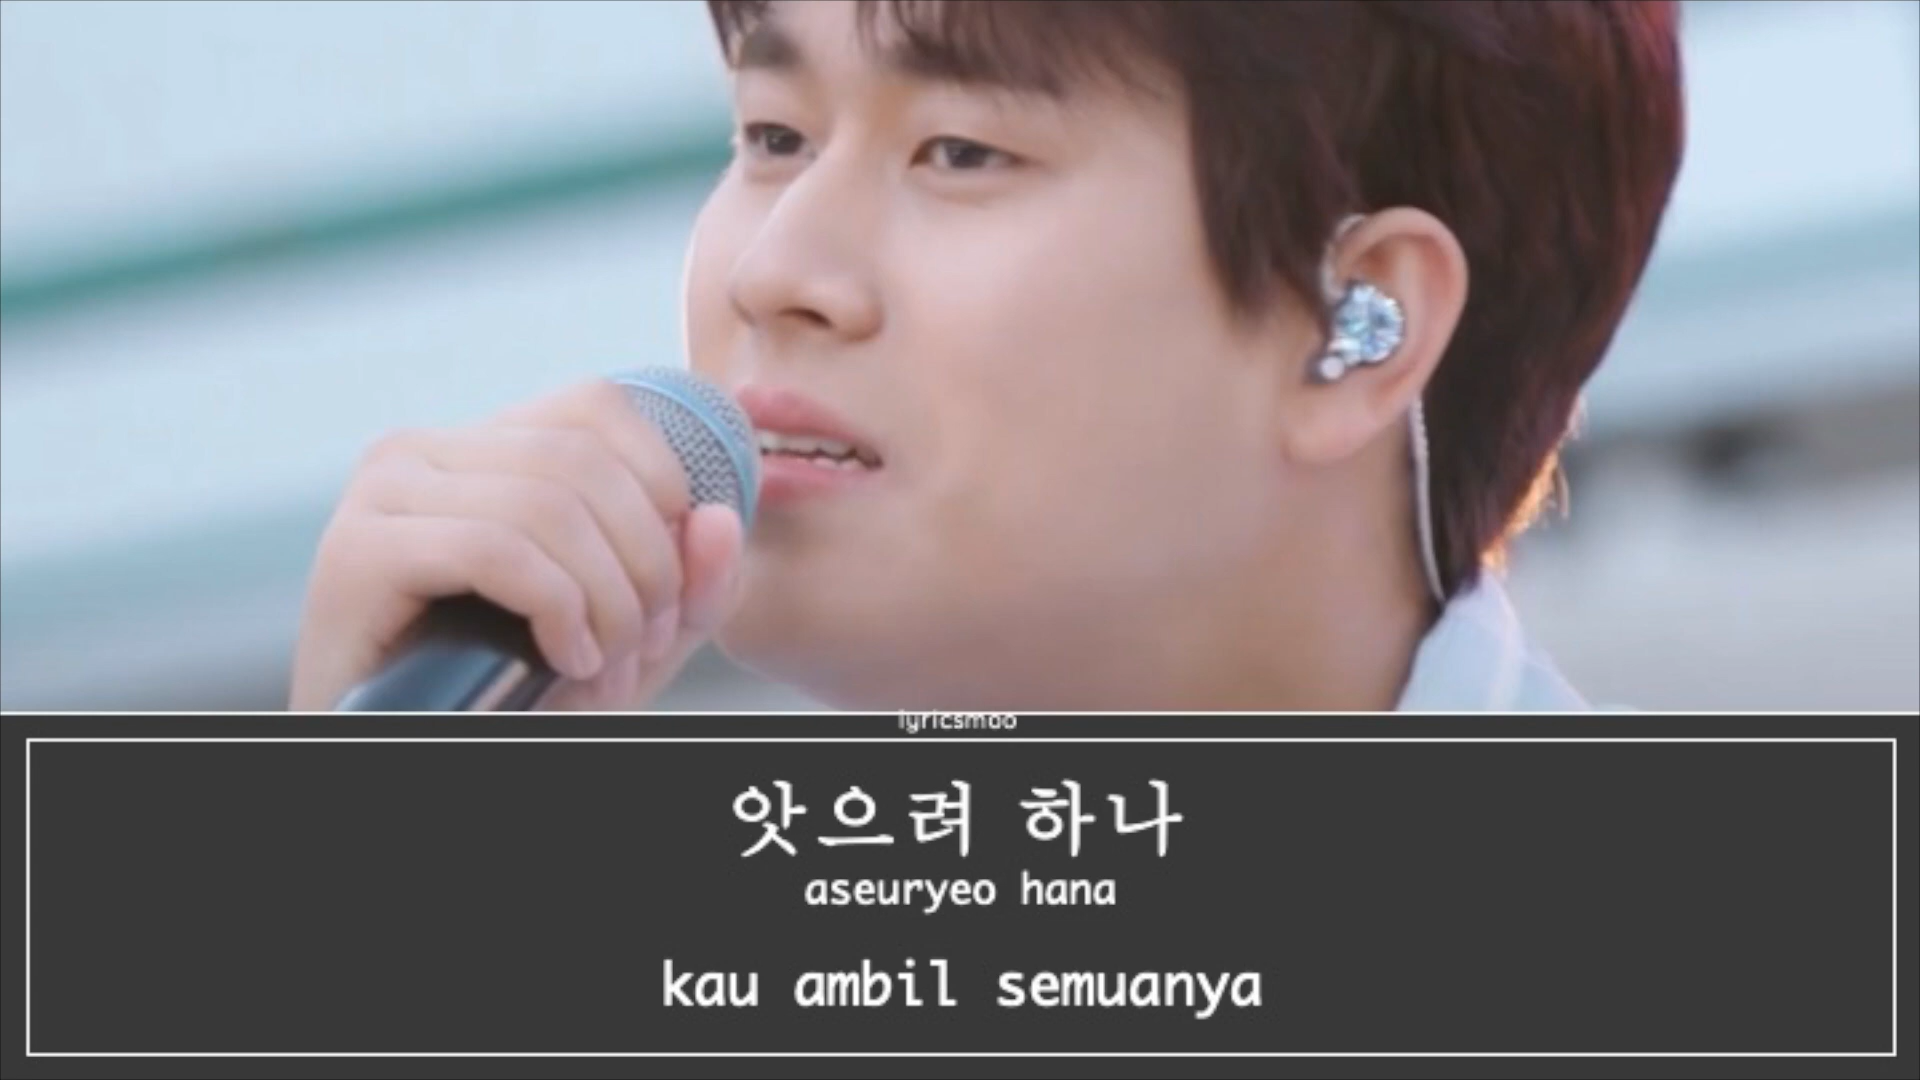 lyricsmoo
앗으려 하나
aseuryeo hana
kau ambil semuanya